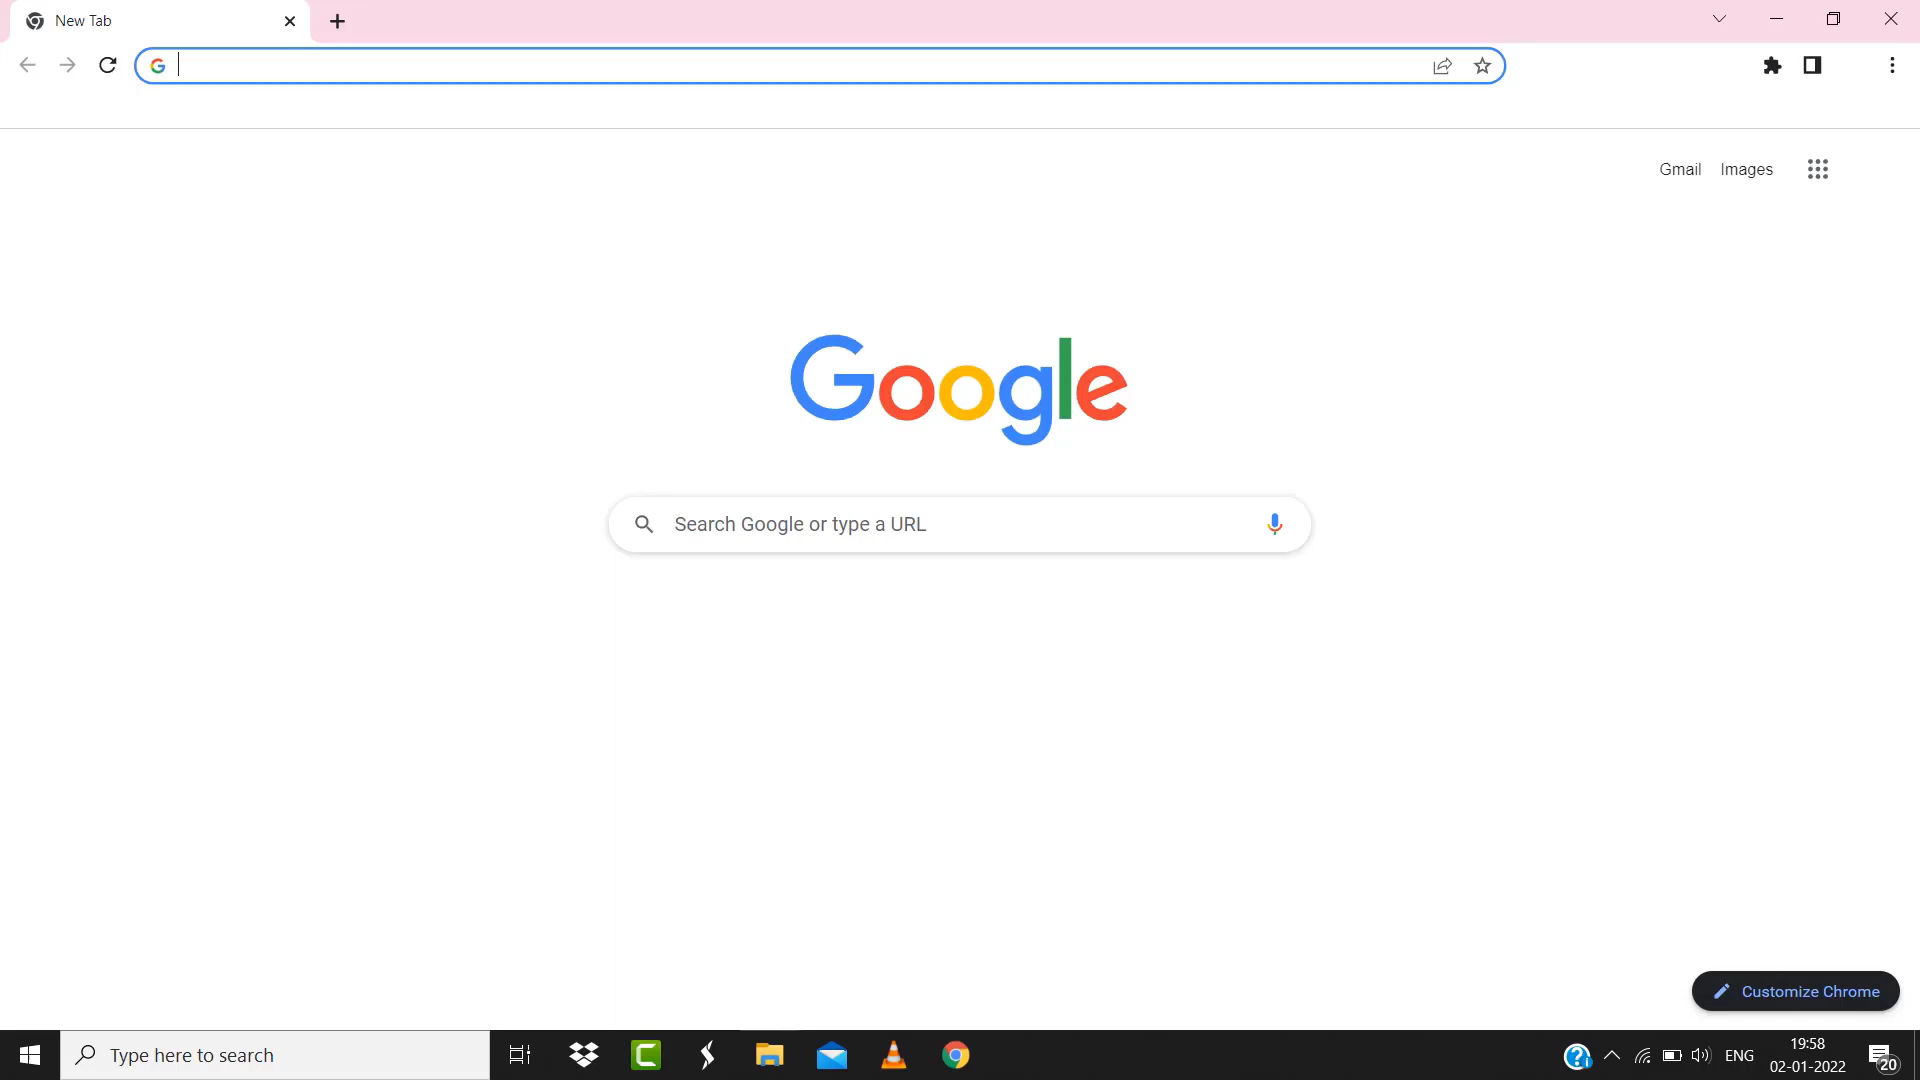 New Tab
Gmail Images
Google
Search Google or type a URL
Customize Chrome
Type here to search
ENG
19:58
02-01-2022
20